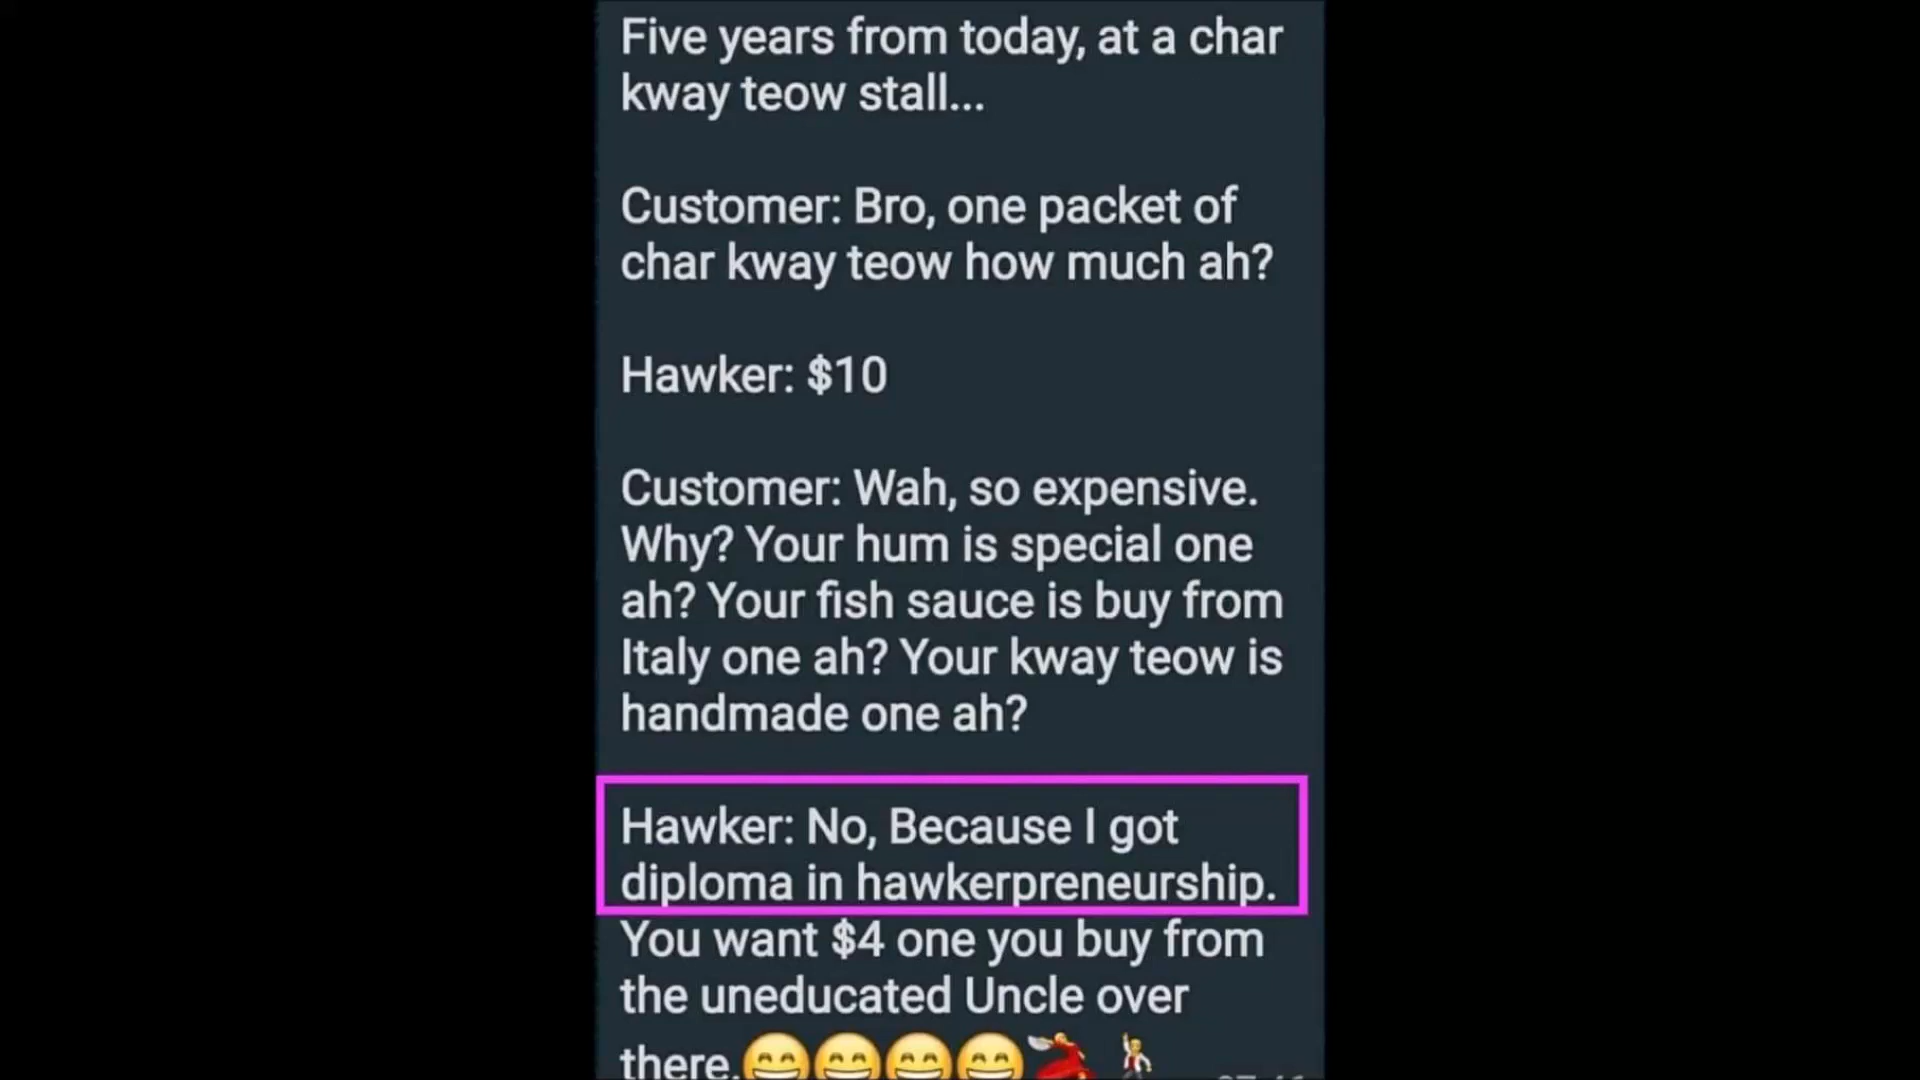 Five years from today, at a char
kway teow stall...
Customer: Bro, one packet of
char kway teow how much ah?
Hawker: $10
Customer: Wah, so expensive.
Why? Your hum is special one
ah? Your fish sauce is buy from
Italy one ah? Your kway teow is
handmade one ah?
Hawker: No, Because I got
diploma in hawkerpreneurship.
You want $4 one you buy from
the uneducated Uncle over
there.😁😁😁😁💃🕺